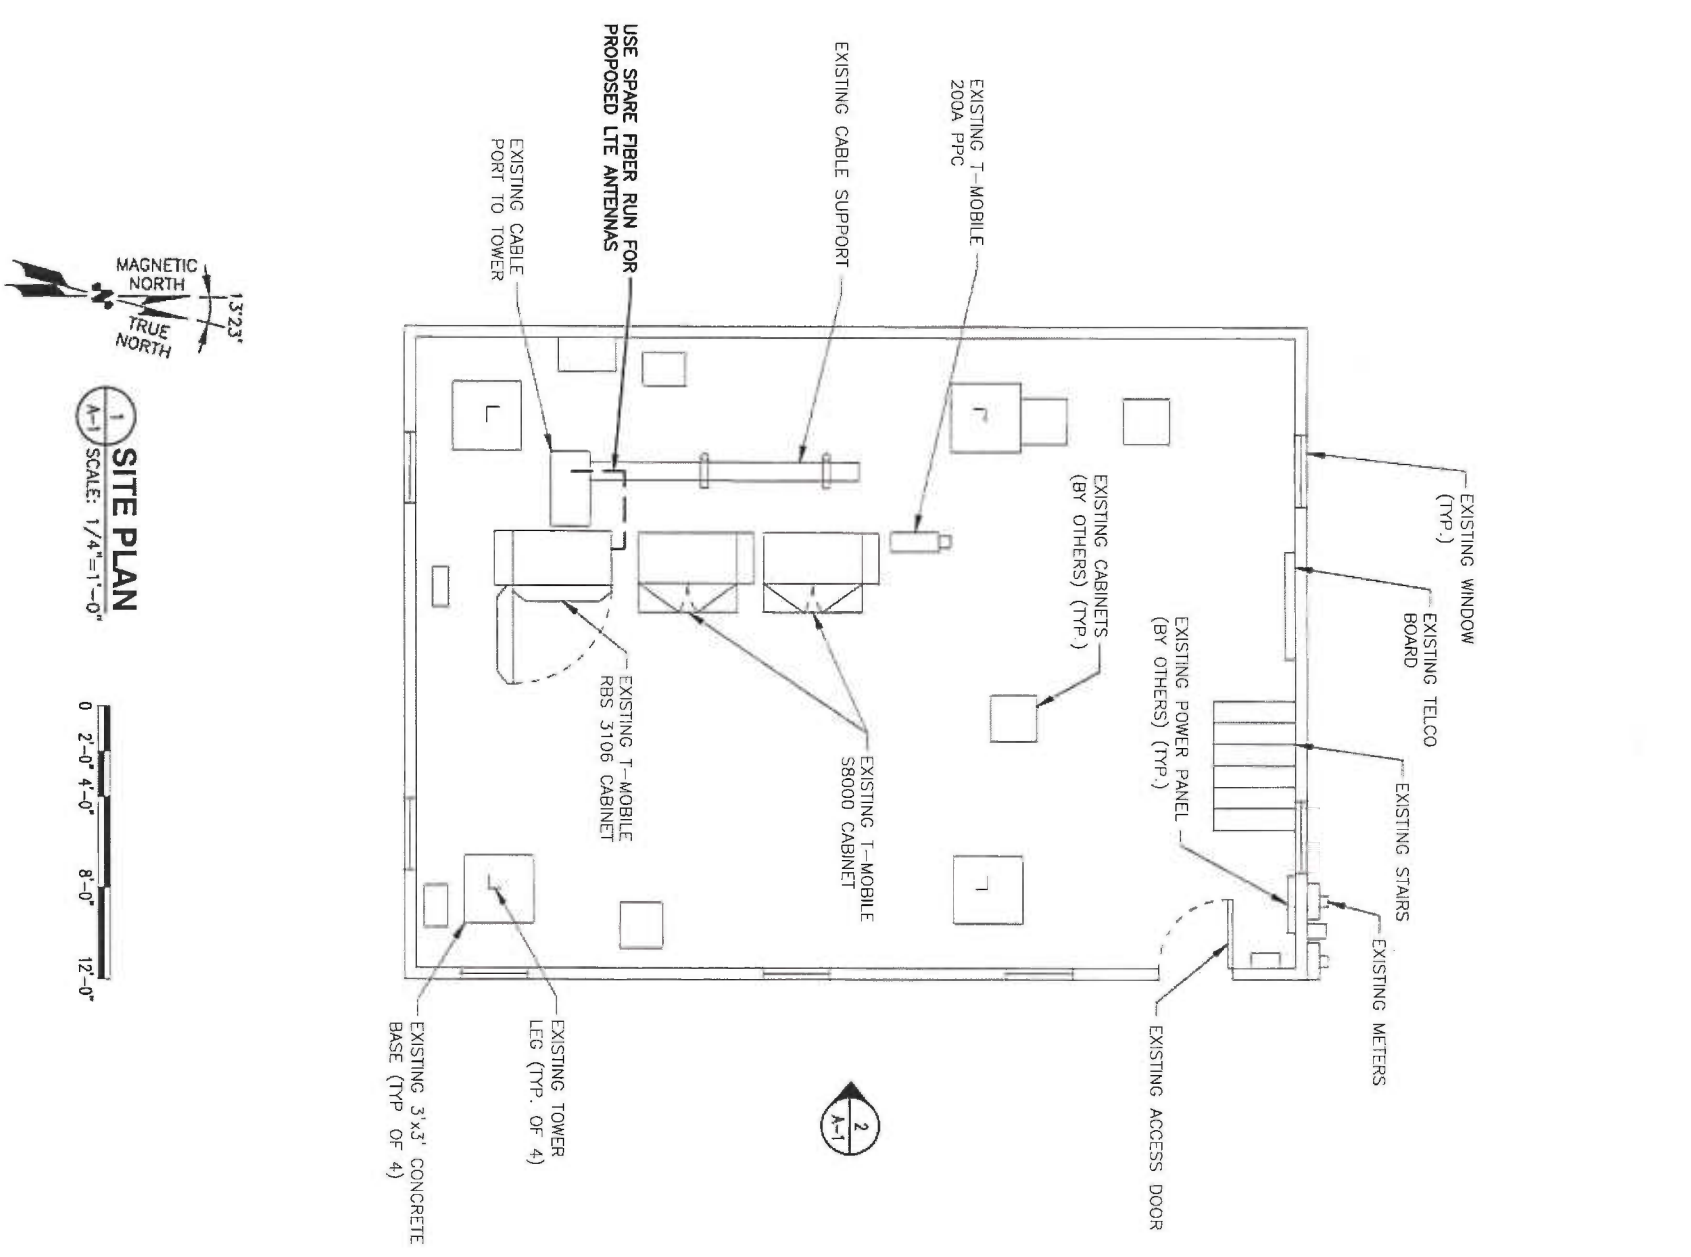 EXISTING WINDOW
(TYP.)
EXISTING TELCO
BOARD
EXISTING STAIRS
EXISTING METERS
EXISTING POWER PANEL
(BY OTHERS) (TYP.)
EXISTING ACCESS DOOR
EXISTING CABINETS
(BY OTHERS) (TYP.)
EXISTING T-MOBILE
200A PPC
EXISTING CABLE SUPPORT
EXISTING T-MOBILE
S8000 CABINET
USE SPARE FIBER RUN FOR
PROPOSED LTE ANTENNAS
EXISTING T-MOBILE
RBS 3106 CABINET
EXISTING CABLE
PORT TO TOWER
EXISTING TOWER
LEG (TYP. OF 4)
EXISTING 3'x3' CONCRETE
BASE (TYP OF 4)
2
A-1
13°23'
MAGNETIC
NORTH
TRUE
NORTH
N
1
A-1
SITE PLAN
SCALE: 1/4"=1'-0"
0 2'-0" 4'-0" 8'-0" 12'-0"